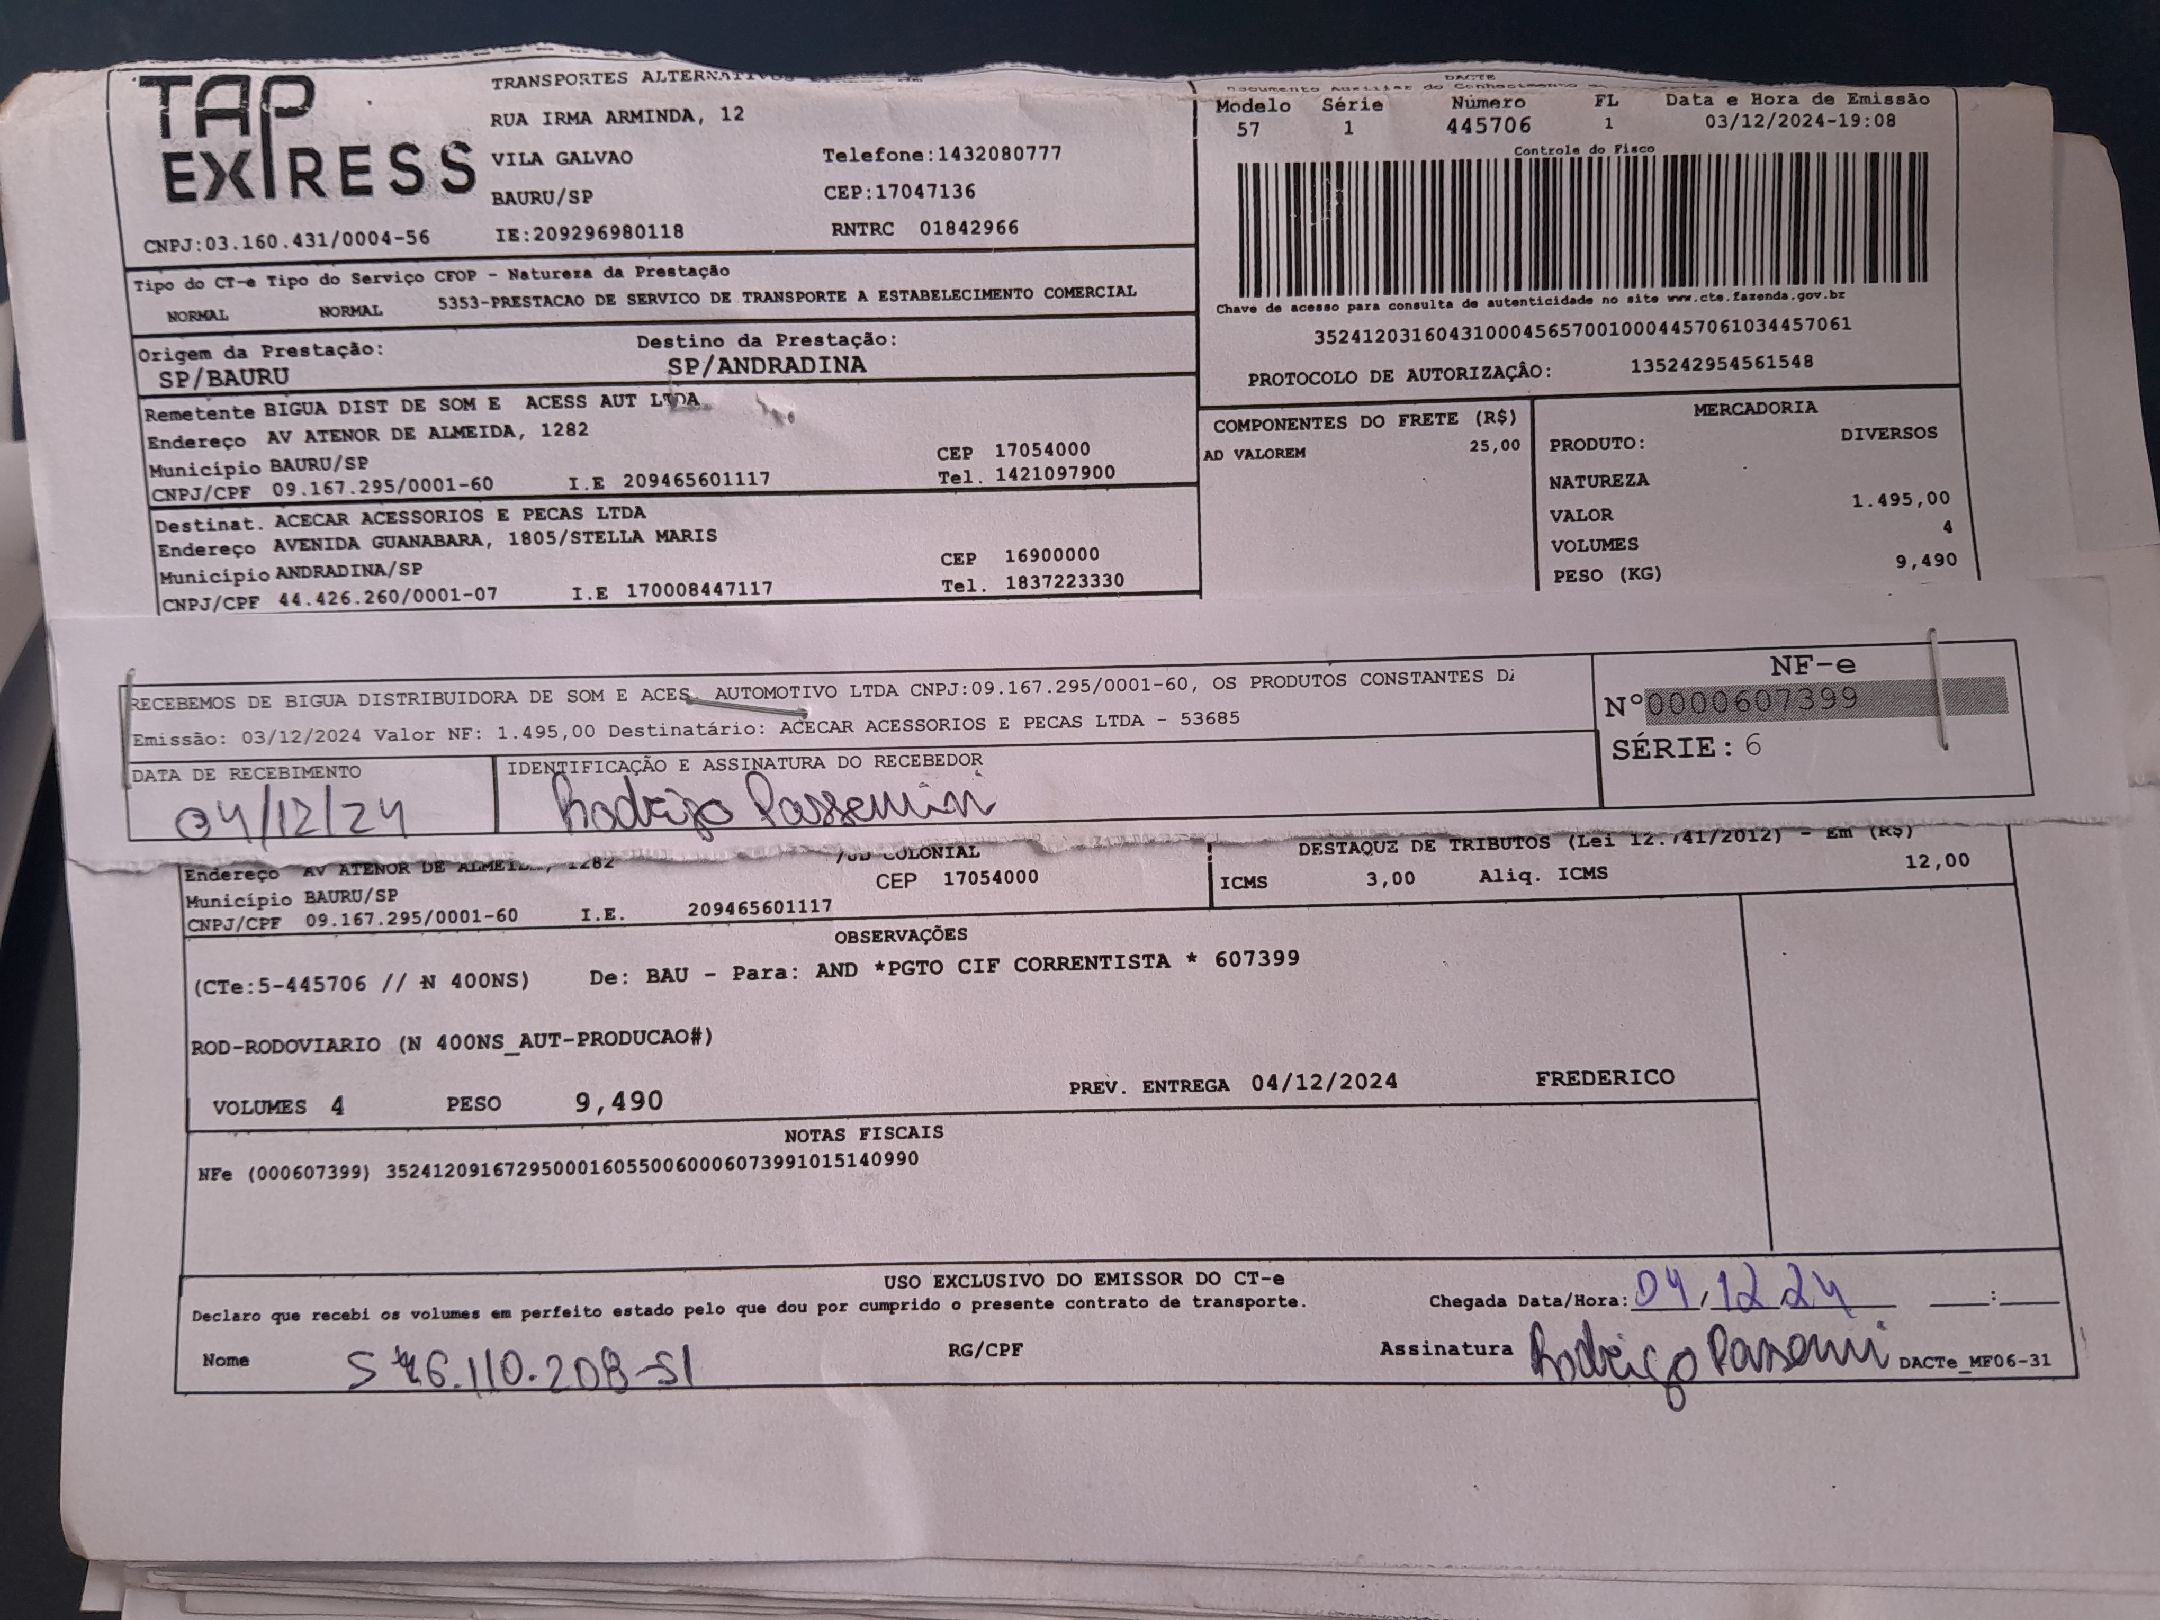 TAP
EXPRESS
TRANSPORTES
RUA IRMA ARMINDA, 12
VILA GALVAO Telefone:1432080777
BAURU/SP CEP:17047136
CNPJ:03.160.431/0004-56 IE:209296980118 RNTRC 01842966
DACTE
Modelo Série Número FL Data e Hora de Emissão
57 1 445706 1 03/12/2024-19:08
Controle do Fisco
Chave de acesso para consulta de autenticidade no site www.cte.fazenda.gov.br
35241203160431000456570010004457061034457061
PROTOCOLO DE AUTORIZAÇÂO: 135242954561548
Tipo do CT-e Tipo do Serviço CFOP - Natureza da Prestação
NORMAL NORMAL 5353-PRESTACAO DE SERVICO DE TRANSPORTE A ESTABELECIMENTO COMERCIAL
Origem da Prestação: Destino da Prestação:
SP/BAURU SP/ANDRADINA
Remetente BIGUA DIST DE SOM E ACESS AUT LTDA
Endereço AV ATENOR DE ALMEIDA, 1282
Município BAURU/SP CEP 17054000
CNPJ/CPF 09.167.295/0001-60 I.E 209465601117 Tel. 1421097900
Destinat. ACECAR ACESSORIOS E PECAS LTDA
Endereço AVENIDA GUANABARA, 1805/STELLA MARIS
Município ANDRADINA/SP CEP 16900000
CNPJ/CPF 44.426.260/0001-07 I.E 170008447117 Tel. 1837223330
COMPONENTES DO FRETE (R$)
AD VALOREM 25,00
MERCADORIA
PRODUTO: DIVERSOS
NATUREZA
VALOR 1.495,00
VOLUMES 4
PESO (KG) 9,490
RECEBEMOS DE BIGUA DISTRIBUIDORA DE SOM E ACES. AUTOMOTIVO LTDA CNPJ:09.167.295/0001-60, OS PRODUTOS CONSTANTES
Emissão: 03/12/2024 Valor NF: 1.495,00 Destinatário: ACECAR ACESSORIOS E PECAS LTDA - 53685
DATA DE RECEBIMENTO IDENTIFICAÇÃO E ASSINATURA DO RECEBEDOR
04/12/24 Rodrigo
NF-e
Nº0000607399
SÉRIE: 6
Endereço AV ATENOR DE 1282 COLONIAL
Município BAURU/SP CEP 17054000
CNPJ/CPF 09.167.295/0001-60 I.E. 209465601117
DESTAQUE DE TRIBUTOS (Lei 12.741/2012) - Em (R$)
ICMS 3,00 Aliq. ICMS 12,00
OBSERVAÇÕES
(CTe:5-445706 // N 400NS) De: BAU - Para: AND *PGTO CIF CORRENTISTA * 607399
ROD-RODOVIARIO (N 400NS_AUT-PRODUCAO#)
VOLUMES 4 PESO 9,490 PREV. ENTREGA 04/12/2024 FREDERICO
NOTAS FISCAIS
NFe (000607399) 35241209167295000160550060006073991015140990
USO EXCLUSIVO DO EMISSOR DO CT-e
Declaro que recebi os volumes em perfeito estado pelo que dou por cumprido o presente contrato de transporte. Chegada Data/Hora: 04,12,24 :
Nome RG/CPF Assinatura Rodrigo DACTe_MF06-31